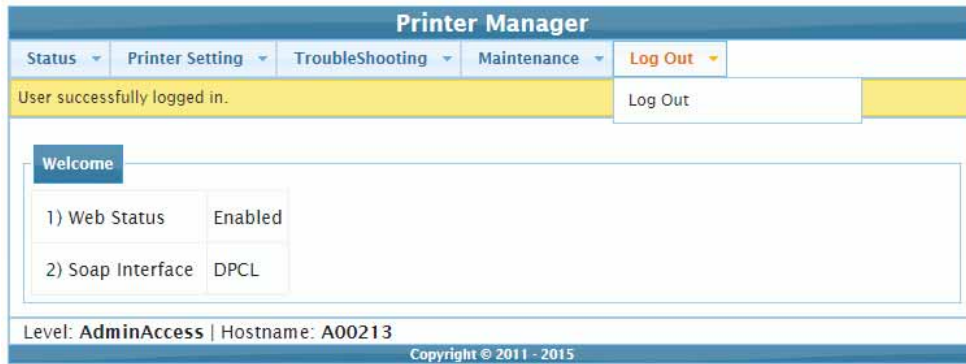 Printer Manager
Status Printer Setting TroubleShooting Maintenance Log Out
User successfully logged in.
Log Out
Welcome
1) Web Status Enabled
2) Soap Interface DPCL
Level: AdminAccess | Hostname: A00213
Copyright © 2011 - 2015